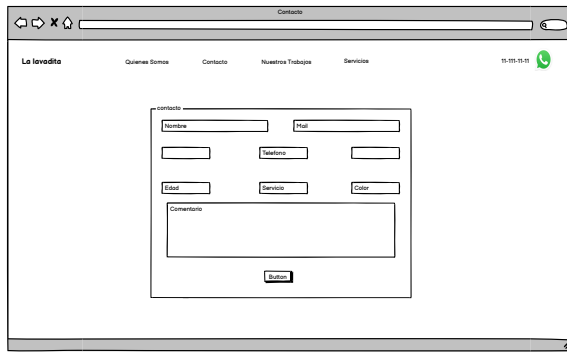 Contacto
La lavadita
Quienes Somos
Contacto
Nuestros Trabajos
Servicios
11-111-11-11
contacto
Nombre
Mail
Telefono
Edad
Servicio
Color
Comentario
Button